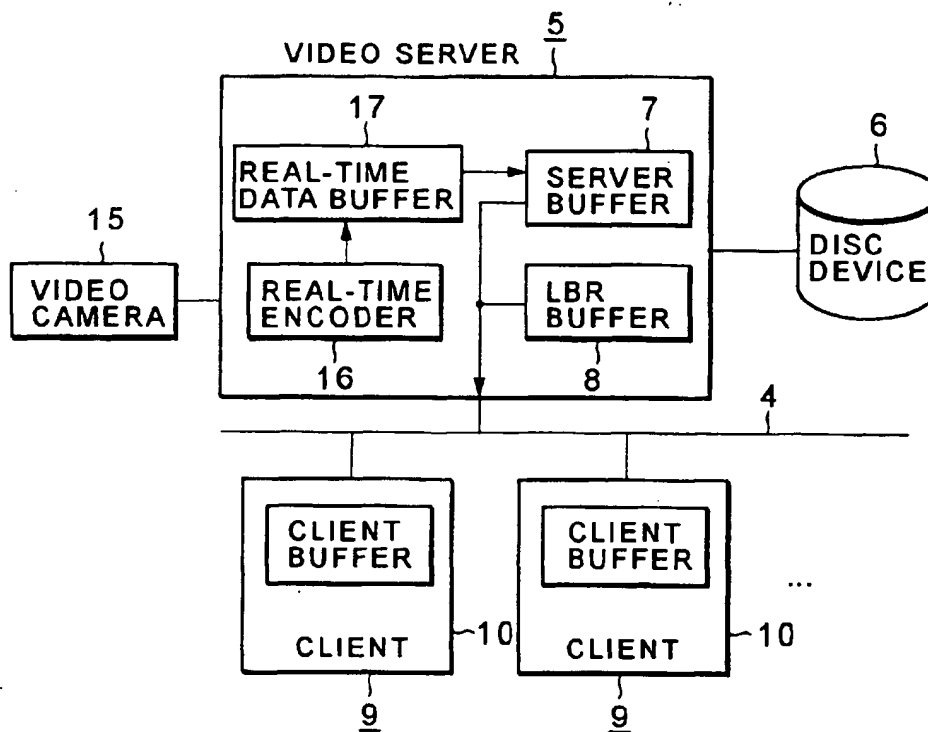 5
VIDEO SERVER
17
7
6
REAL-TIME
DATA BUFFER
SERVER
BUFFER
15
DISC
DEVICE
VIDEO
CAMERA
REAL-TIME
ENCODER
LBR
BUFFER
16
8
4
CLIENT
BUFFER
CLIENT
BUFFER
...
10
10
CLIENT
CLIENT
9
9